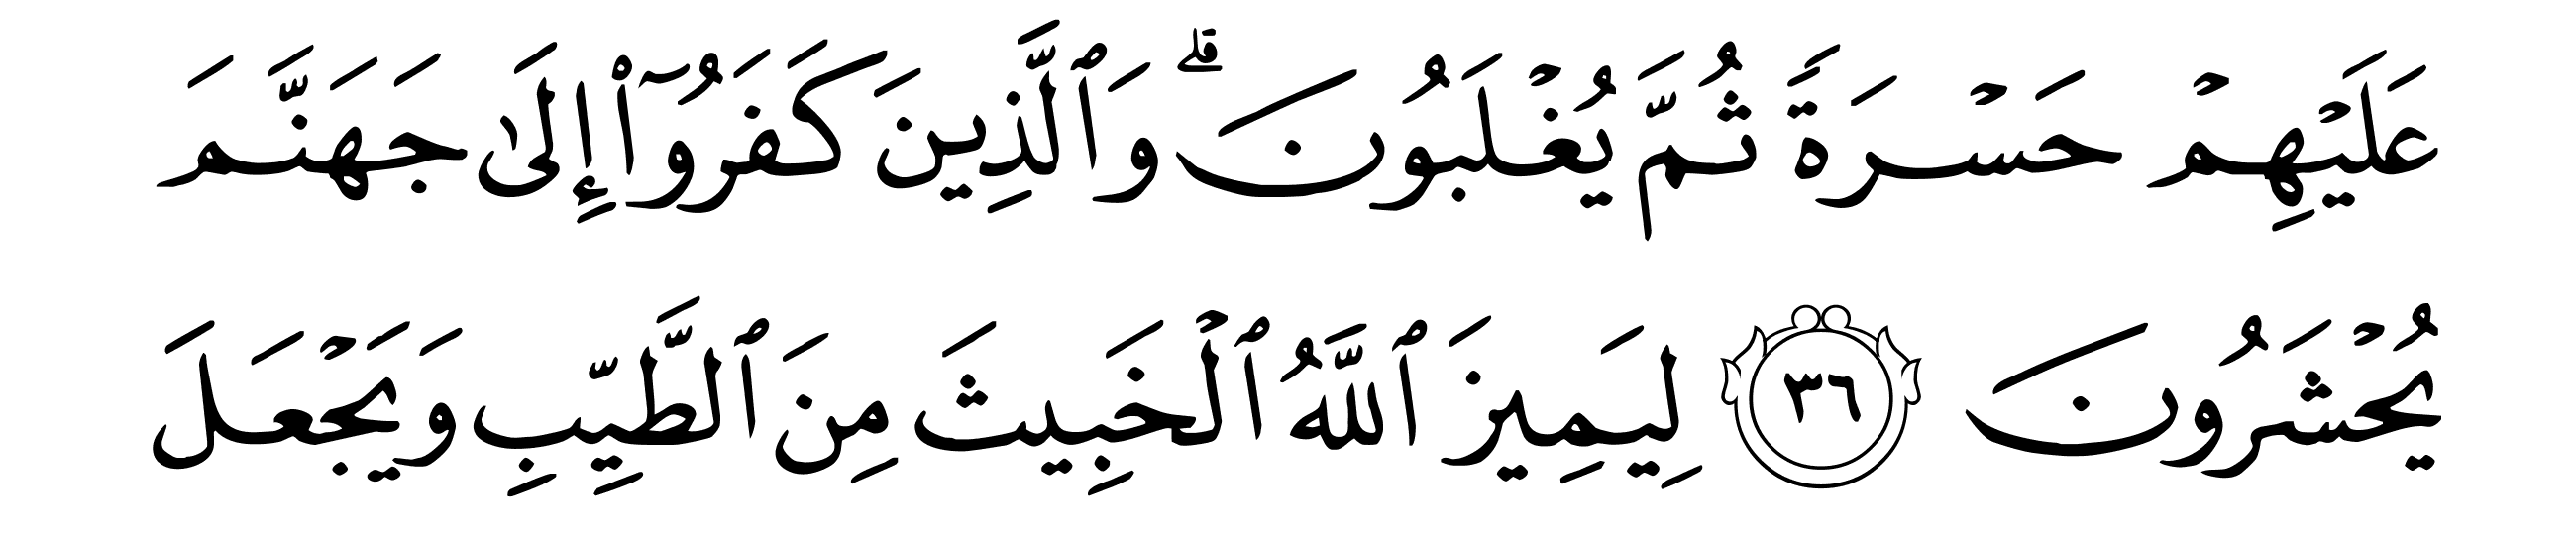 عَلَيْهِمْ حَسْرَةً ثُمَّ يُغْلَبُونَ ۗ وَٱلَّذِينَ كَفَرُوٓا۟ إِلَىٰ جَهَنَّمَ
يُحْشَرُونَ ٣٦ لِيَمِيزَ ٱللَّهُ ٱلْخَبِيثَ مِنَ ٱلطَّيِّبِ وَيَجْعَلَ